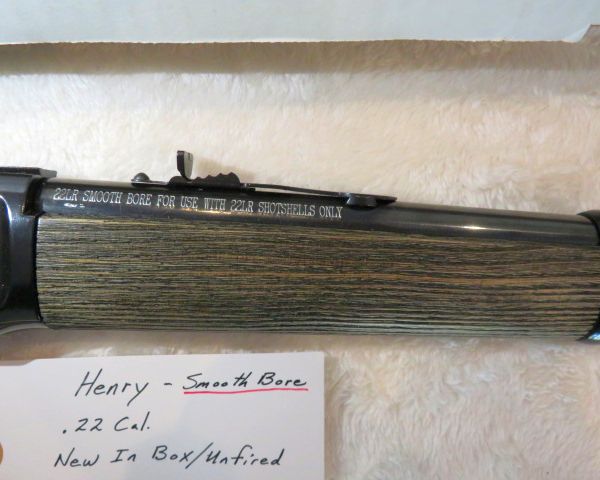 22LR SMOOTH BORE FOR USE WITH 22LR SHOTSHELLS ONLY
Henry - Smooth Bore
.22 Cal.
New In Box/Unfired